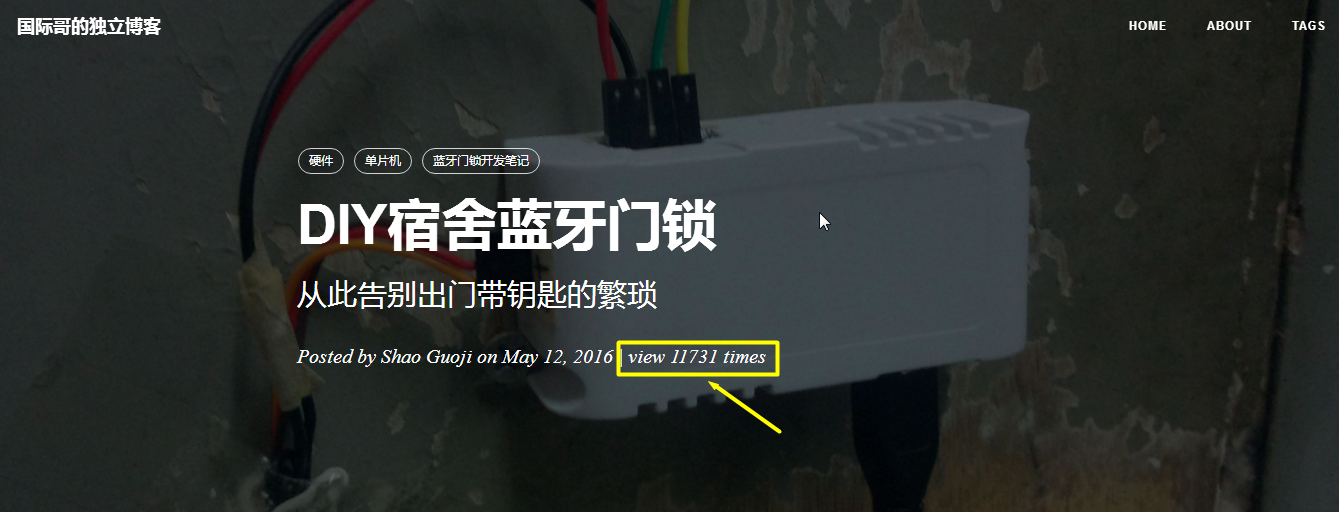 国际哥的独立博客
HOME ABOUT TAGS
硬件 单片机 蓝牙门锁开发笔记
DIY宿舍蓝牙门锁
从此告别出门带钥匙的繁琐
Posted by Shao Guoji on May 12, 2016 | view 11731 times